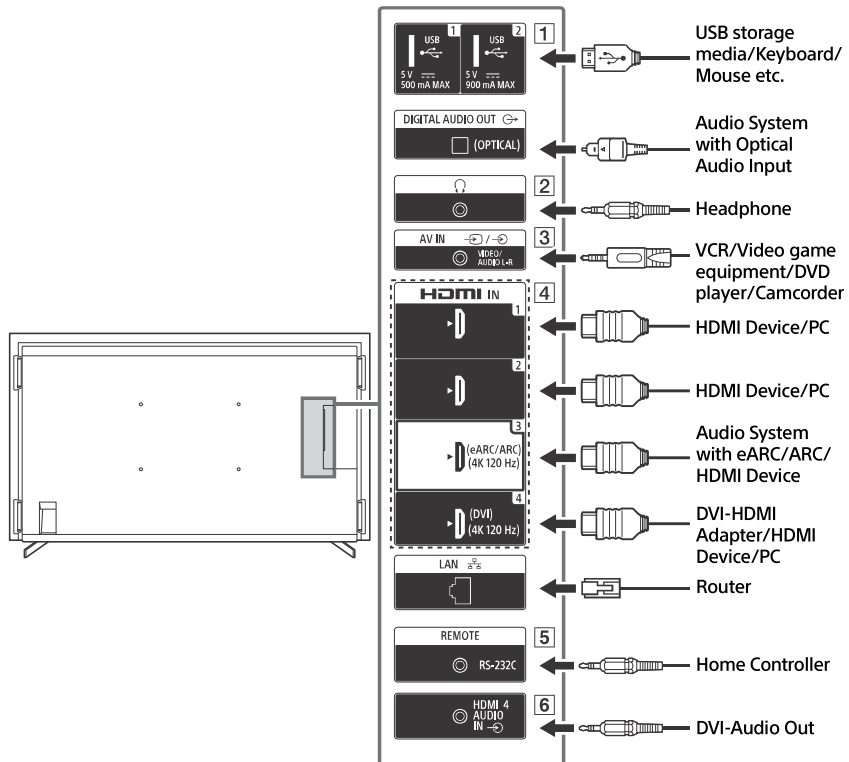 1
USB
5 V
500 mA MAX
2
USB
5 V
900 mA MAX
1
USB storage
media/Keyboard/
Mouse etc.
DIGITAL AUDIO OUT
(OPTICAL)
Audio System
with Optical
Audio Input
2
Headphone
AV IN /
VIDEO/
AUDIO L-R
3
VCR/Video game
equipment/DVD
player/Camcorder
HDMI IN
4
1
HDMI Device/PC
2
HDMI Device/PC
3
(eARC/ARC)
(4K 120 Hz)
Audio System
with eARC/ARC/
HDMI Device
4
(DVI)
(4K 120 Hz)
DVI-HDMI
Adapter/HDMI
Device/PC
LAN
Router
REMOTE
RS-232C
5
Home Controller
HDMI 4
AUDIO
IN
6
DVI-Audio Out